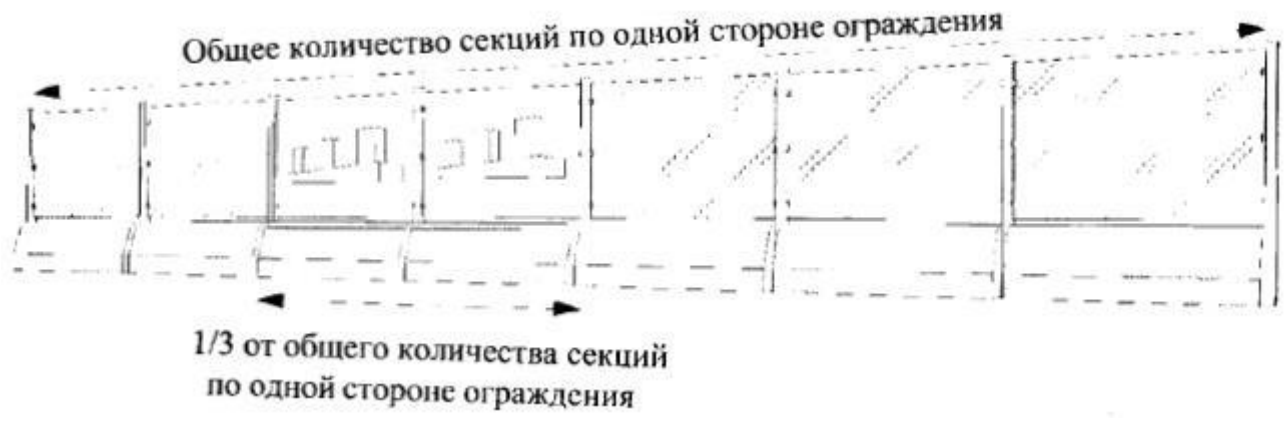 Общее количество секций по одной стороне ограждения
1/3 от общего количества секций
по одной стороне ограждения